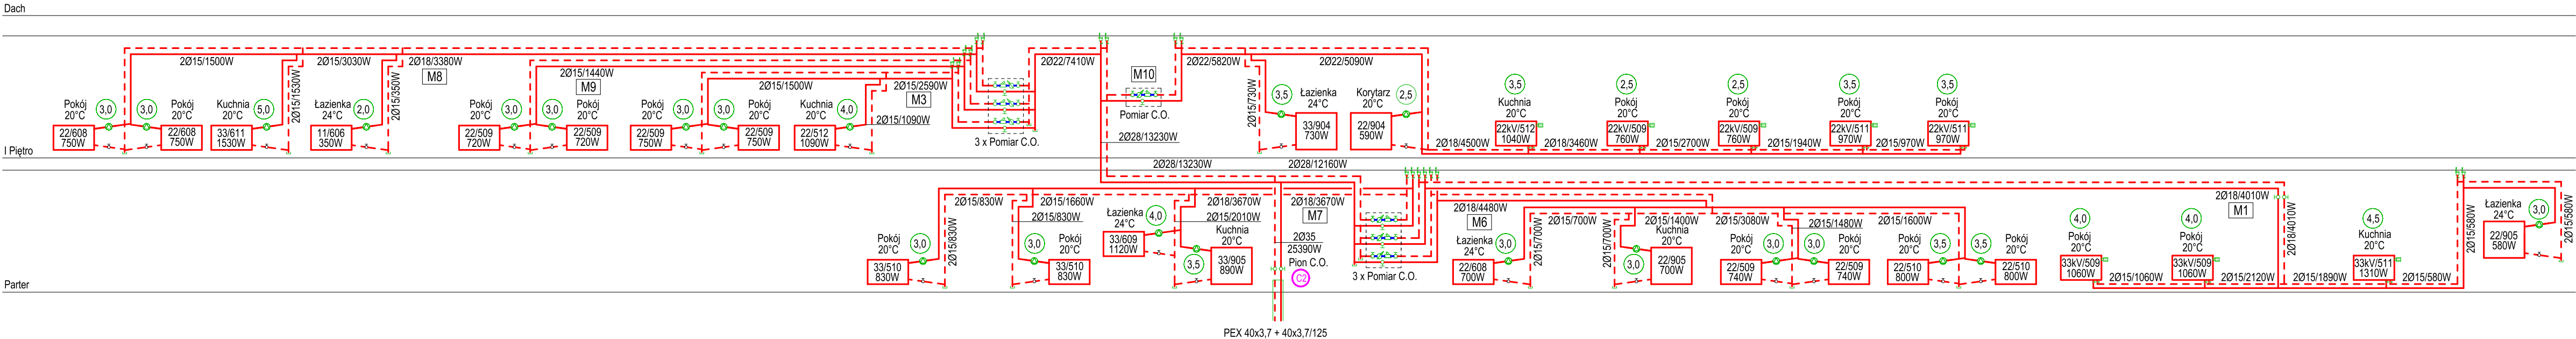 Dach
2Ø15/1500W
2Ø15/1530W
2Ø15/3030W
2Ø15/350W
2Ø18/3380W
M8
2Ø15/1440W
M9
2Ø15/1500W
2Ø15/2590W
M3
2Ø15/1090W
2Ø22/7410W
M10
2Ø22/5820W
2Ø22/5090W
2Ø15/730W
Pokój
20°C
3,0
22/608
750W
3,0
Pokój
20°C
22/608
750W
Kuchnia
20°C
5,0
33/611
1530W
Łazienka
24°C
2,0
11/606
350W
Pokój
20°C
3,0
22/509
720W
3,0
Pokój
20°C
22/509
720W
Pokój
20°C
3,0
22/509
750W
3,0
Pokój
20°C
22/509
750W
Kuchnia
20°C
4,0
22/512
1090W
3 x Pomiar C.O.
Pomiar C.O.
2Ø28/13230W
3,5
Łazienka
24°C
33/904
730W
Korytarz
20°C
2,5
22/904
590W
3,5
Kuchnia
20°C
22kV/512
1040W
2,5
Pokój
20°C
22kV/509
760W
2,5
Pokój
20°C
22kV/509
760W
3,5
Pokój
20°C
22kV/511
970W
3,5
Pokój
20°C
22kV/511
970W
2Ø18/4500W
2Ø18/3460W
2Ø15/2700W
2Ø15/1940W
2Ø15/970W
I Piętro
2Ø28/13230W
2Ø28/12160W
2Ø15/830W
2Ø15/830W
2Ø15/1660W
2Ø15/830W
2Ø18/3670W
2Ø15/2010W
2Ø18/3670W
M7
2Ø35
25390W
Pion C.O.
C2
2Ø18/4480W
M6
2Ø15/700W
2Ø15/700W
2Ø15/700W
2Ø15/1400W
2Ø15/3080W
2Ø15/1480W
2Ø15/1600W
2Ø18/4010W
M1
2Ø18/4010W
2Ø15/580W
2Ø15/580W
Pokój
20°C
3,0
33/510
830W
3,0
Pokój
20°C
33/510
830W
Łazienka
24°C
4,0
33/609
1120W
Kuchnia
20°C
3,5
33/905
890W
3 x Pomiar C.O.
Łazienka
24°C
3,0
22/608
700W
Kuchnia
20°C
3,0
22/905
700W
Pokój
20°C
3,0
22/509
740W
3,0
Pokój
20°C
22/509
740W
Pokój
20°C
3,5
22/510
800W
3,5
Pokój
20°C
22/510
800W
4,0
Pokój
20°C
33kV/509
1060W
4,0
Pokój
20°C
33kV/509
1060W
4,5
Kuchnia
20°C
33kV/511
1310W
Łazienka
24°C
3,0
22/905
580W
2Ø15/1060W
2Ø15/2120W
2Ø15/1890W
2Ø15/580W
Parter
PEX 40x3,7 + 40x3,7/125